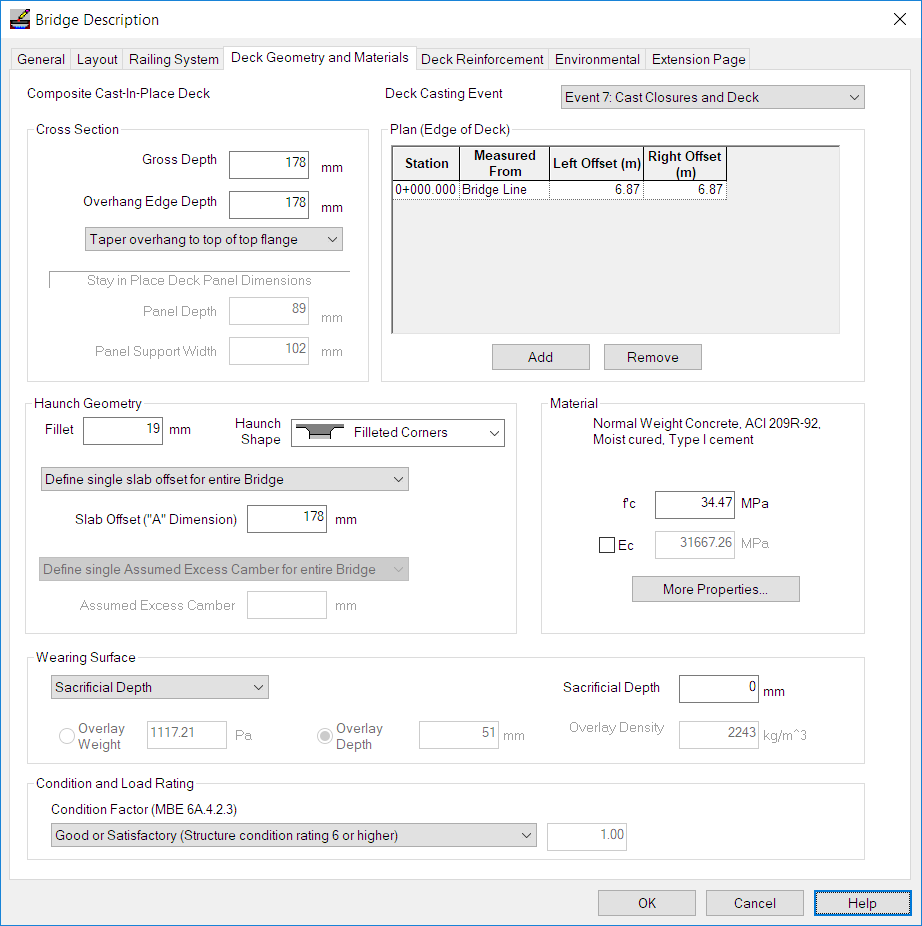 Bridge Description
General Layout Railing System Deck Geometry and Materials Deck Reinforcement Environmental Extension Page
Composite Cast-In-Place Deck
Deck Casting Event Event 7: Cast Closures and Deck
Cross Section
Gross Depth 178 mm
Overhang Edge Depth 178 mm
Taper overhang to top of top flange
Stay in Place Deck Panel Dimensions
Panel Depth 89 mm
Panel Support Width 102 mm
Plan (Edge of Deck)
Station Measured From Left Offset (m) Right Offset (m)
0+000.000 Bridge Line 6.87 6.87
Add Remove
Haunch Geometry
Fillet 19 mm
Haunch Shape Filleted Corners
Define single slab offset for entire Bridge
Slab Offset ("A" Dimension) 178 mm
Define single Assumed Excess Camber for entire Bridge
Assumed Excess Camber mm
Material
Normal Weight Concrete, ACI 209R-92,
Moist cured, Type I cement
f'c 34.47 MPa
Ec 31667.26 MPa
More Properties...
Wearing Surface
Sacrificial Depth
Sacrificial Depth 0 mm
Overlay Weight 1117.21 Pa
Overlay Depth 51 mm
Overlay Density 2243 kg/m^3
Condition and Load Rating
Condition Factor (MBE 6A.4.2.3)
Good or Satisfactory (Structure condition rating 6 or higher) 1.00
OK Cancel Help